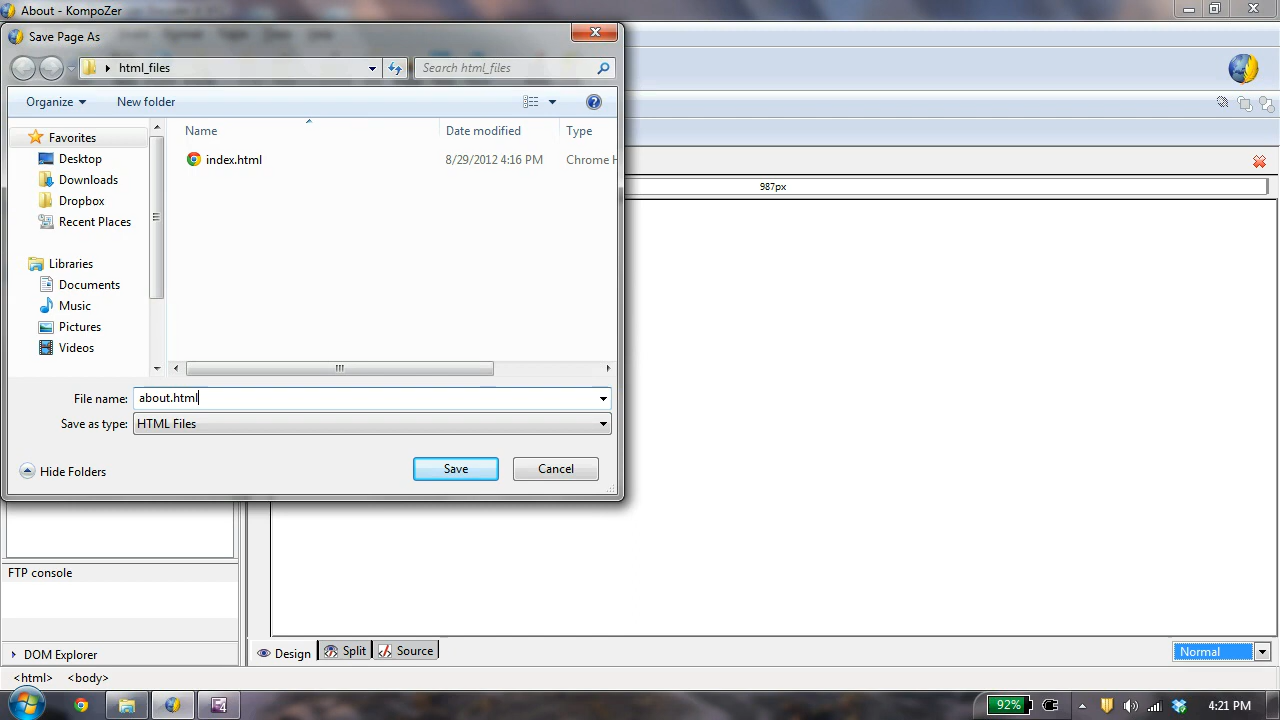 About - KompoZer
Save Page As
html_files
Search html_files
Organize
New folder
Favorites
Desktop
Downloads
Dropbox
Recent Places
Libraries
Documents
Music
Pictures
Videos
Name
Date modified
Type
index.html
8/29/2012 4:16 PM
Chrome H
File name:
about.html
Save as type:
HTML Files
Hide Folders
Save
Cancel
987px
FTP console
DOM Explorer
Design
Split
Source
Normal
<html>
<body>
92%
4:21 PM